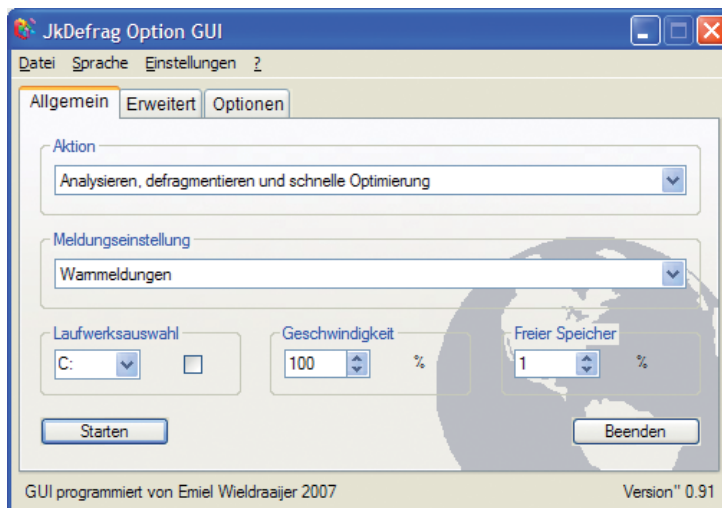 JkDefrag Option GUI
Datei Sprache Einstellungen ?
Allgemein Erweitert Optionen
Aktion
Analysieren, defragmentieren und schnelle Optimierung
Meldungseinstellung
Warnmeldungen
Laufwerksauswahl Geschwindigkeit Freier Speicher
C: 100 % 1 %
Starten Beenden
GUI programmiert von Emiel Wieldraaijer 2007 Version" 0.91